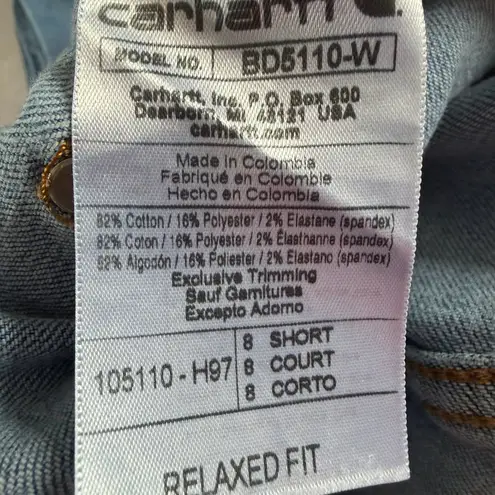 carhartt
MODEL NO. BD5110-W
Carhartt, Inc. P.O. Box 600
Dearborn, MI 48121 USA
carhartt.com
Made in Colombia
Fabriqué en Colombie
Hecho en Colombia
82% Cotton / 16% Polyester / 2% Elastane (spandex)
82% Coton / 16% Polyester / 2% Élasthanne (spandex)
82% Algodón / 16% Poliester / 2% Elastano (spandex)
Exclusive Trimming
Sauf Garnitures
Excepto Adorno
105110 - H97
8 SHORT
8 COURT
8 CORTO
RELAXED FIT